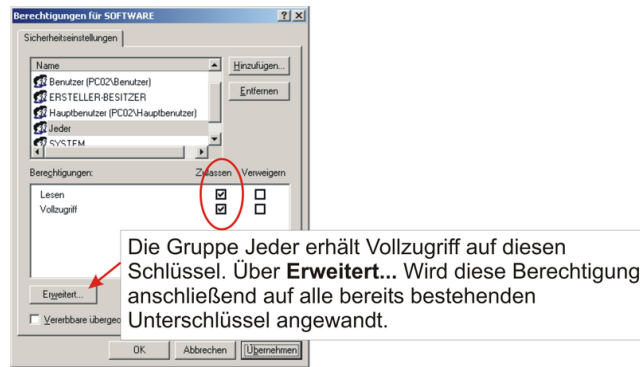 Berechtigungen für SOFTWARE
Sicherheitseinstellungen
Name
Hinzufügen...
Benutzer (PC02\Benutzer)
ERSTELLER-BESITZER
Entfernen
Hauptbenutzer (PC02\Hauptbenutzer)
Jeder
SYSTEM
Berechtigungen: Zulassen Verweigern
Lesen
Vollzugriff
Die Gruppe Jeder erhält Vollzugriff auf diesen
Schlüssel. Über Erweitert... Wird diese Berechtigung
anschließend auf alle bereits bestehenden
Unterschlüssel angewandt.
Erweitert...
Vererbbare
OK Abbrechen Übernehmen